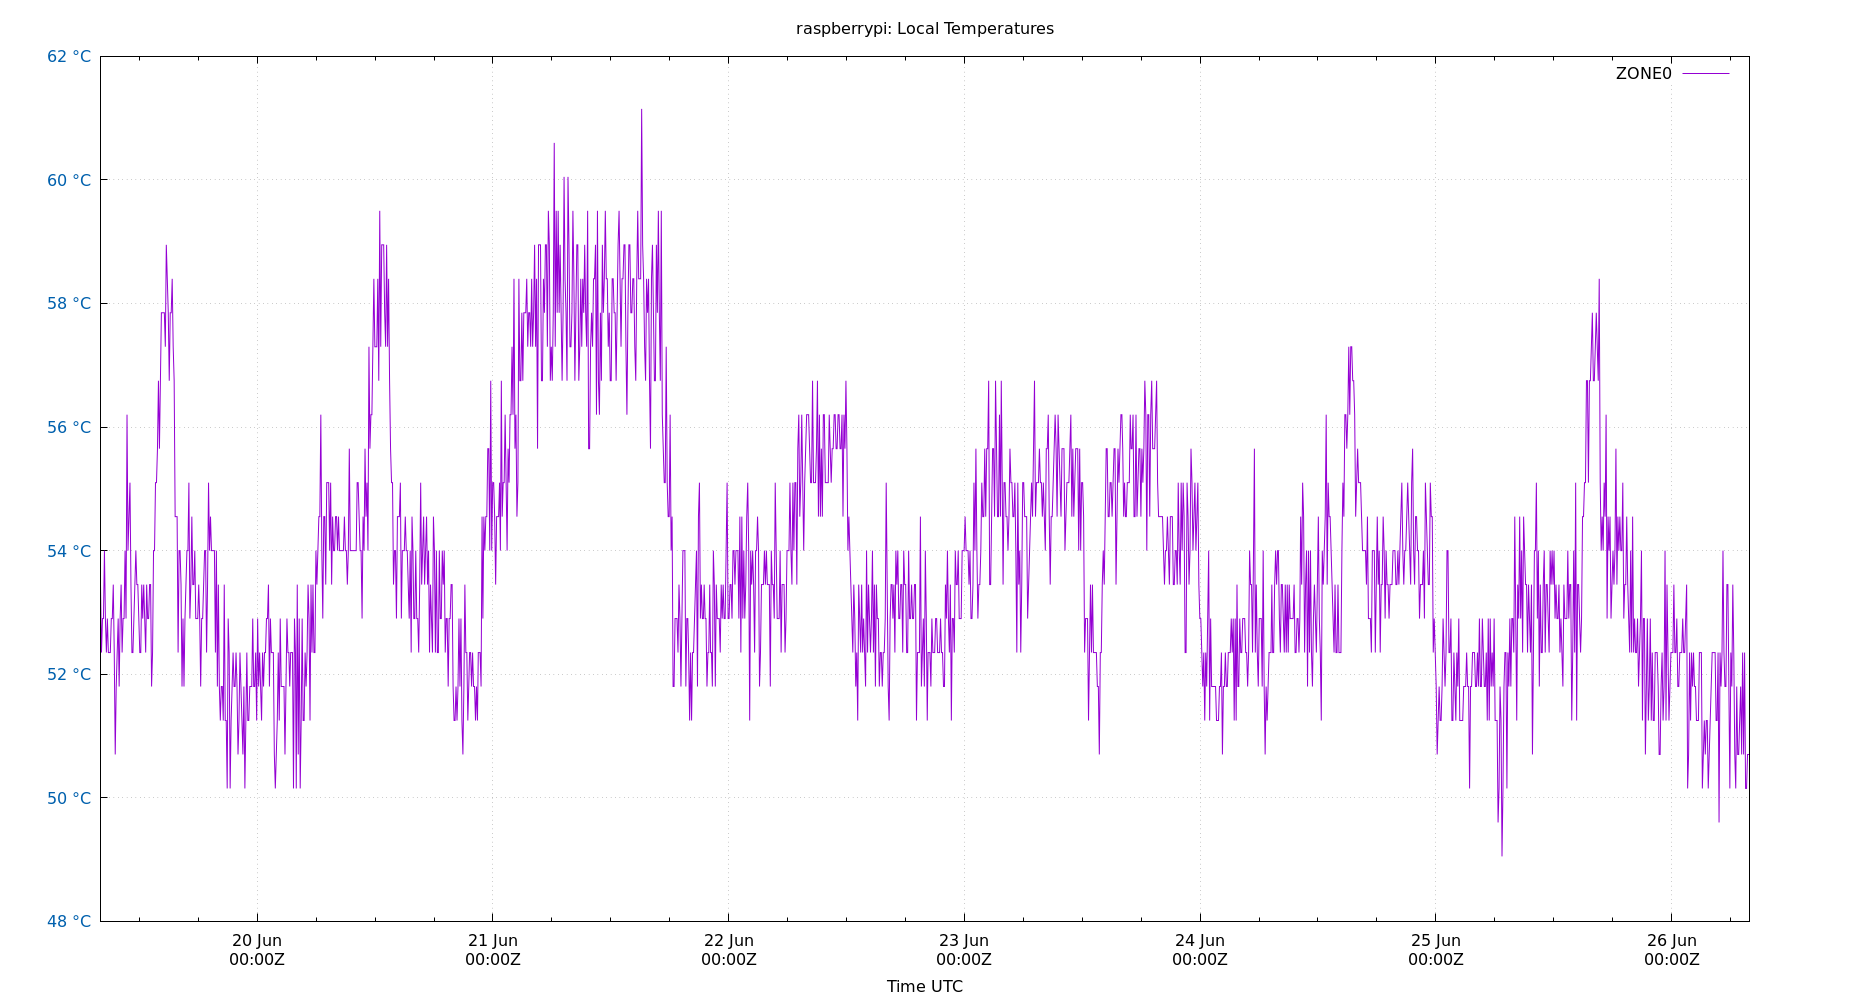 raspberrypi: Local Temperatures
62 °C
ZONE0
60 °C
58 °C
56 °C
54 °C
52 °C
50 °C
48 °C
20 Jun 21 Jun 22 Jun 23 Jun 24 Jun 25 Jun 26 Jun
00:00Z 00:00Z 00:00Z 00:00Z 00:00Z 00:00Z 00:00Z
Time UTC